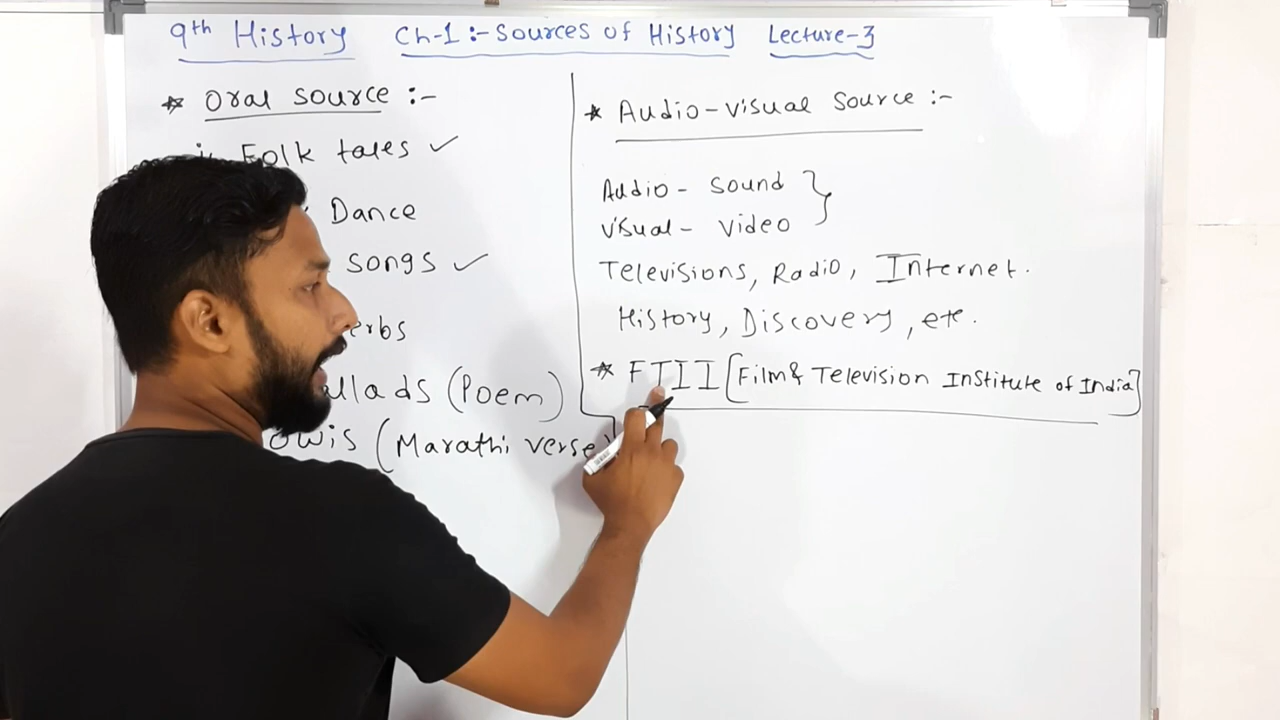 9th History Ch-1 :- Sources of History Lecture-3
* Oral source :-
i. Folk tales ✓
Dance
songs ✓
erbs
llads (Poem)
owis (Marathi verse)
* Audio-visual source :-
Audio - sound }
visual - video
Televisions, Radio, Internet.
History, Discovery, etc.
* FTII [Film & Television Institute of India]